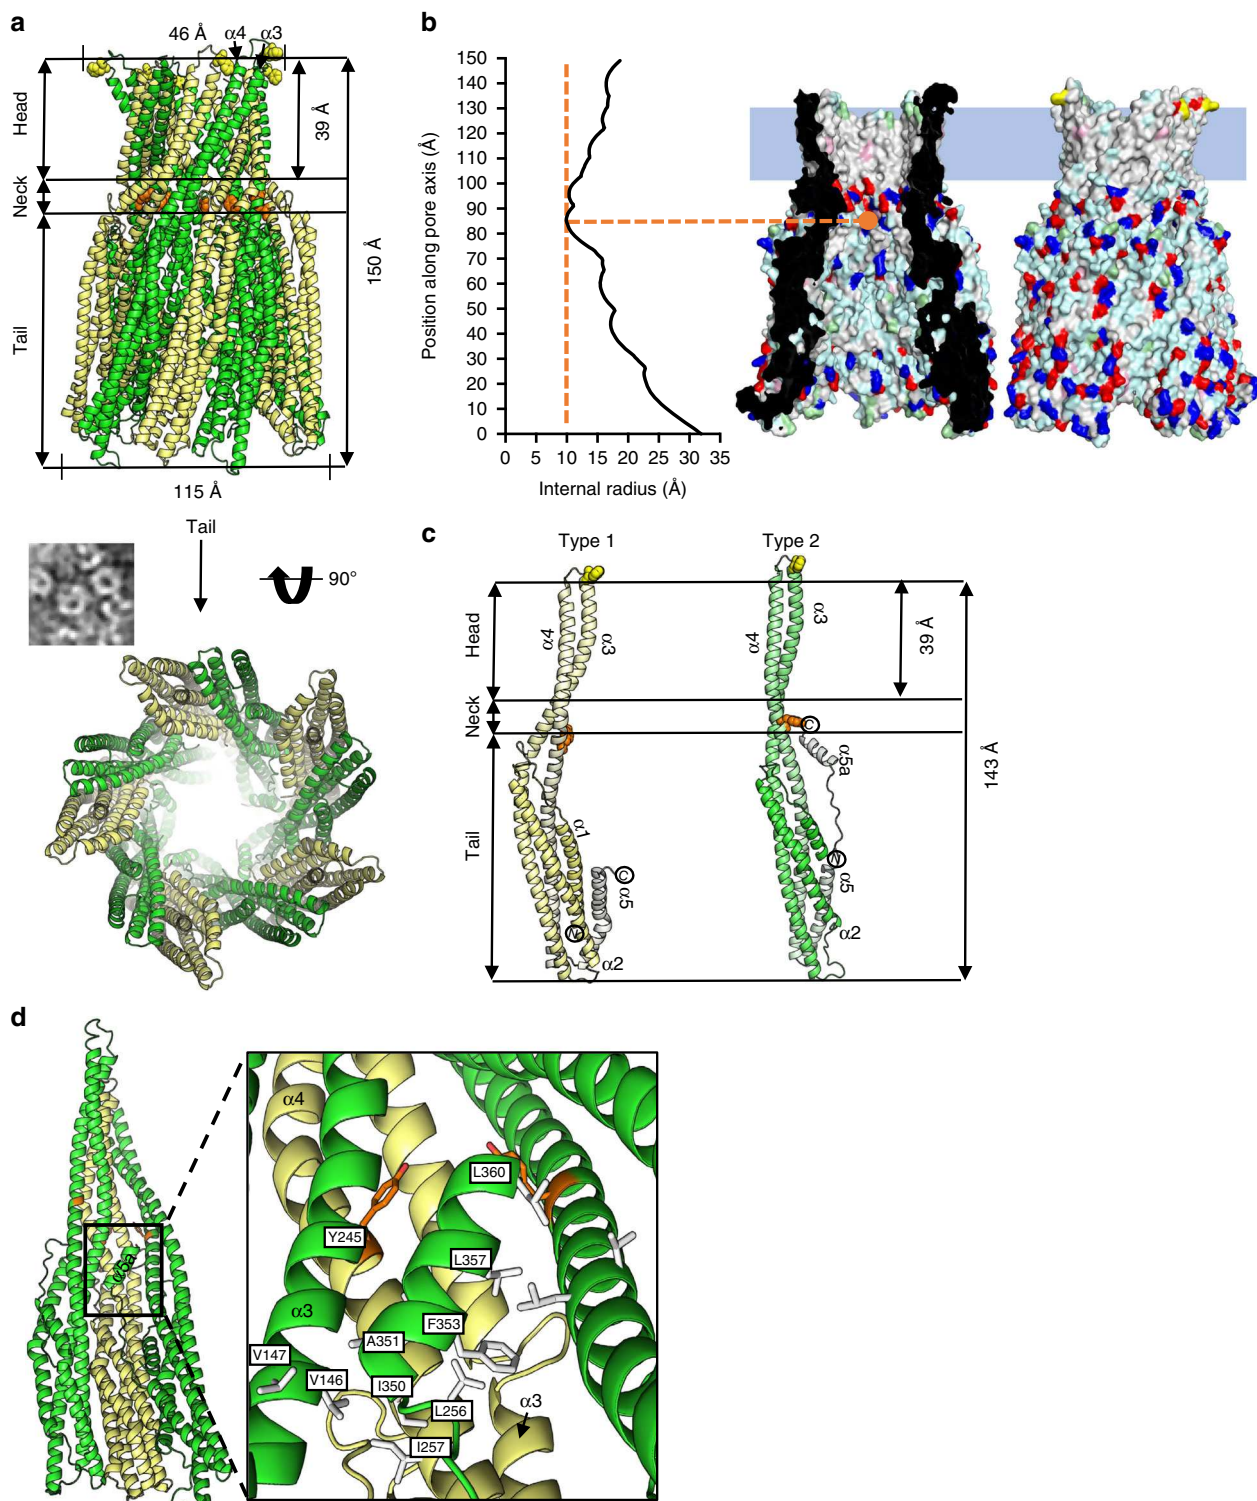 a
46 Å
α4
α3
Head
Neck
Tail
39 Å
150 Å
115 Å
Tail
90°
b
Position along pore axis (Å)
150
140
130
120
110
100
90
80
70
60
50
40
30
20
10
0
0 5 10 15 20 25 30 35
Internal radius (Å)
c
Type 1
Type 2
Head
Neck
Tail
α4
α3
α1
C
α5
N
α2
α4
α3
C
α5a
N
α5
α2
39 Å
143 Å
d
α5a
α4
L360
Y245
L357
α3
F353
A351
V147
V146
I350
L256
α3
I257